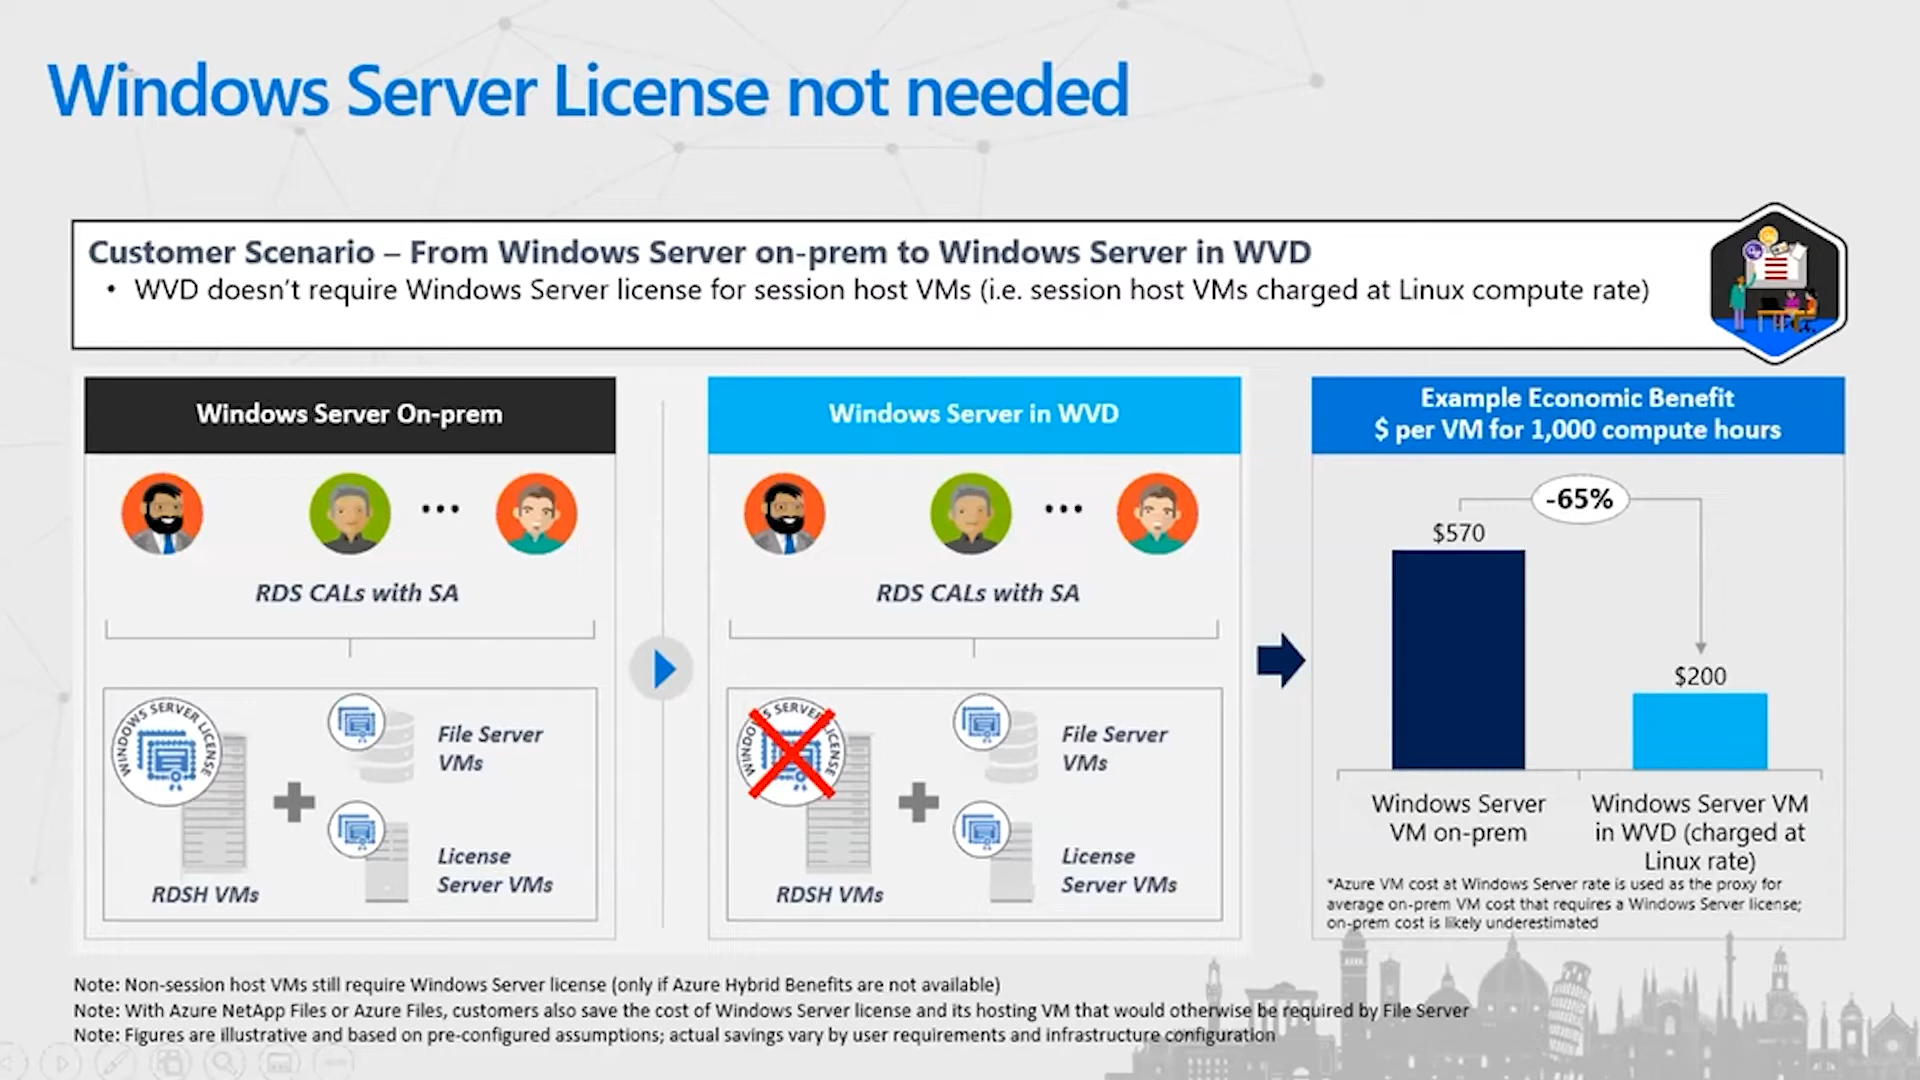 Windows Server License not needed
Customer Scenario – From Windows Server on-prem to Windows Server in WVD
• WVD doesn't require Windows Server license for session host VMs (i.e. session host VMs charged at Linux compute rate)
Windows Server On-prem
...
RDS CALs with SA
WINDOWS SERVER LICENSE
File Server
VMs
License
Server VMs
RDSH VMs
Windows Server in WVD
...
RDS CALs with SA
WINDOWS SERVER LICENSE
File Server
VMs
License
Server VMs
RDSH VMs
Example Economic Benefit
$ per VM for 1,000 compute hours
-65%
$570
$200
Windows Server
VM on-prem
Windows Server VM
in WVD (charged at
Linux rate)
*Azure VM cost at Windows Server rate is used as the proxy for
average on-prem VM cost that requires a Windows Server license;
on-prem cost is likely underestimated
Note: Non-session host VMs still require Windows Server license (only if Azure Hybrid Benefits are not available)
Note: With Azure NetApp Files or Azure Files, customers also save the cost of Windows Server license and its hosting VM that would otherwise be required by File Server
Note: Figures are illustrative and based on pre-configured assumptions; actual savings vary by user requirements and infrastructure configuration